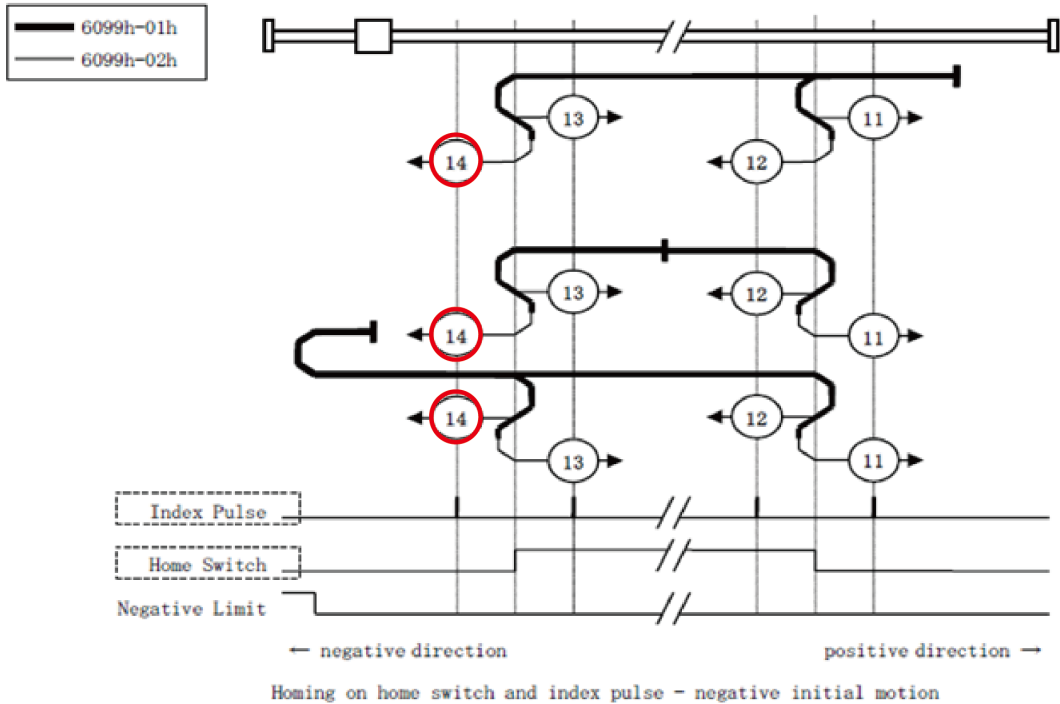 6099h-01h
6099h-02h
13 11
14 12
13 12
14 11
14 12
13 11
Index Pulse
Home Switch
Negative Limit
← negative direction positive direction →
Homing on home switch and index pulse - negative initial motion